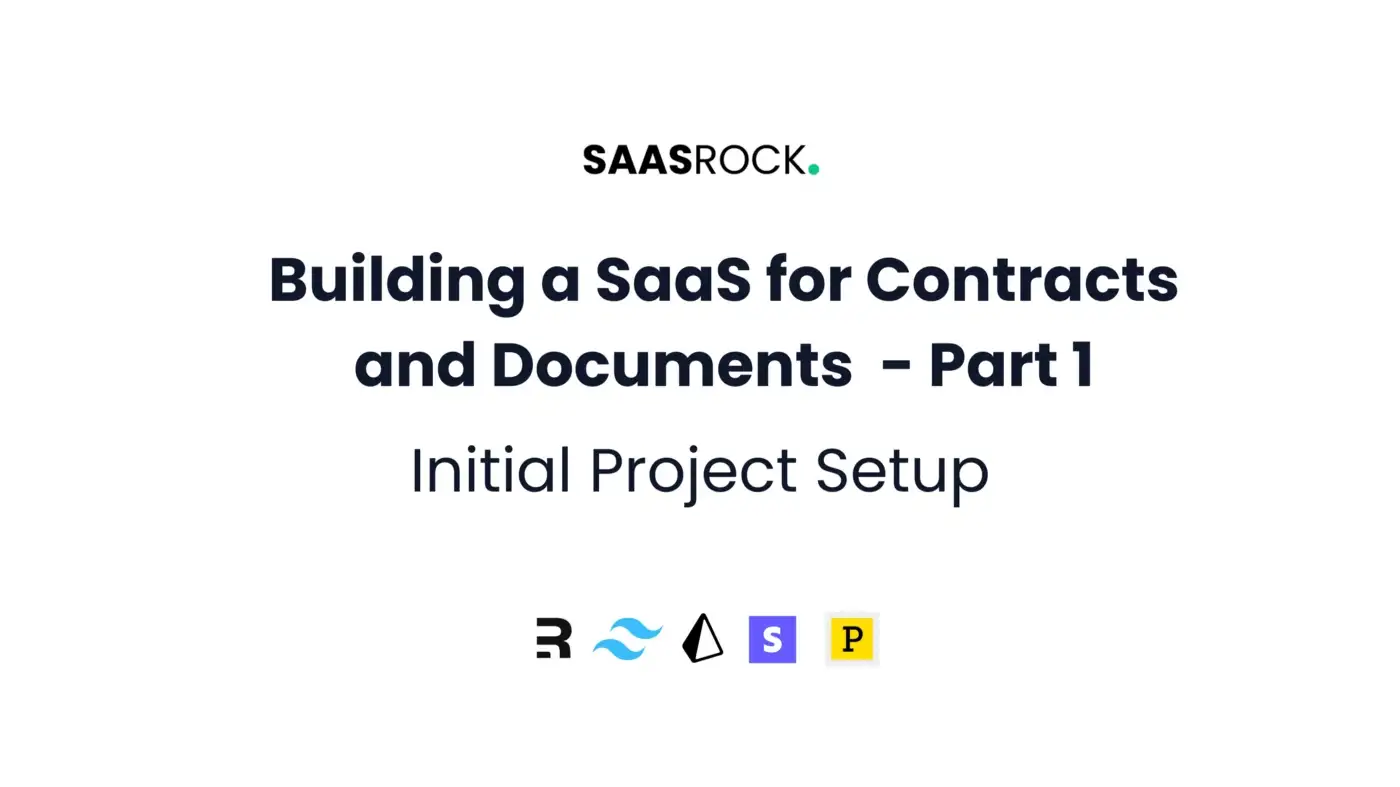 SAASROCK.
Building a SaaS for Contracts
and Documents - Part 1
Initial Project Setup
R S P